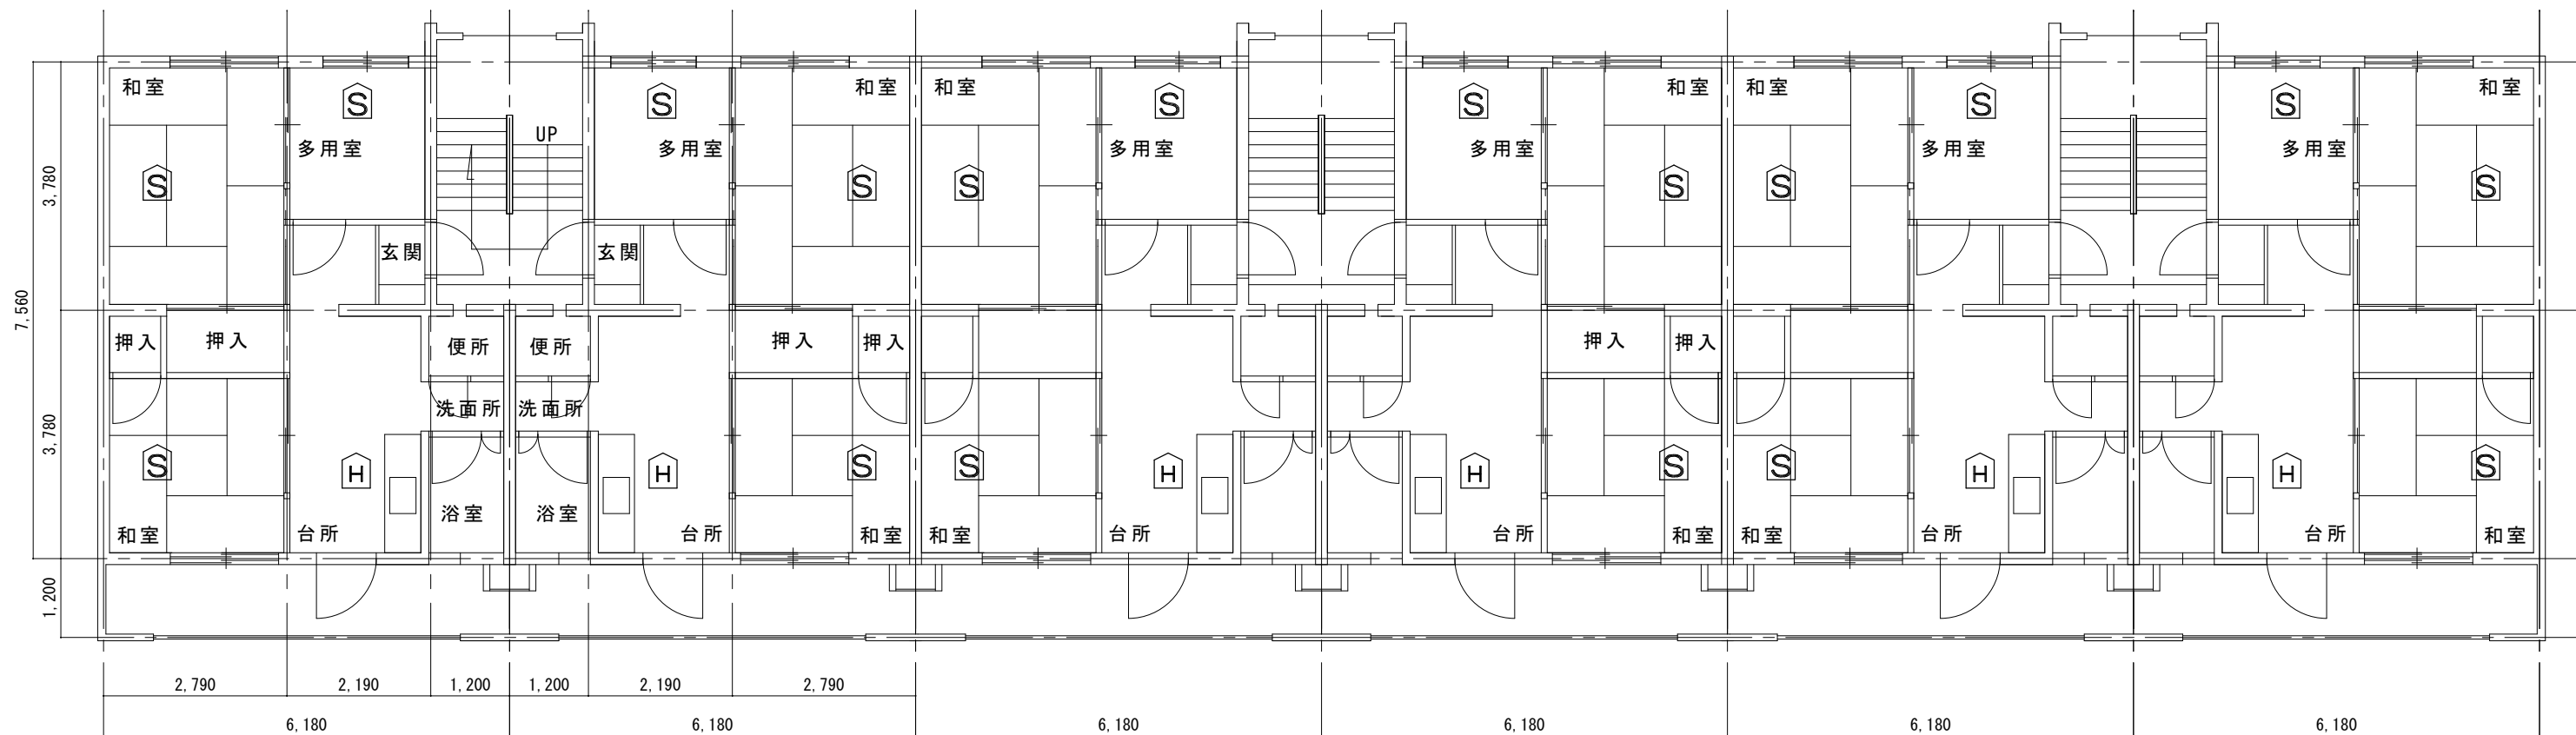 和室 S 多用室 UP S 多用室 和室 和室 S 多用室 S 多用室 和室 和室 S 多用室 S 多用室 和室
S S S S S S
玄関 玄関
押入 押入 便所 便所 押入 押入 押入 押入
洗面所 洗面所
S H H S S H H S S H H S
和室 台所 浴室 浴室 台所 和室 和室 台所 台所 和室 和室 台所 台所 和室
3,780
7,560
3,780
1,200
2,790 2,190 1,200 1,200 2,190 2,790
6,180 6,180 6,180 6,180 6,180 6,180